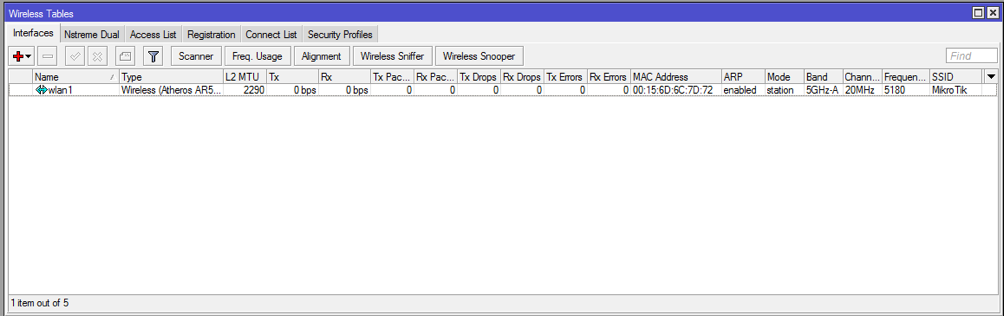 Wireless Tables
Interfaces Nstreme Dual Access List Registration Connect List Security Profiles
Scanner Freq. Usage Alignment Wireless Sniffer Wireless Snooper Find
Name Type L2 MTU Tx Rx Tx Pac... Rx Pac... Tx Drops Rx Drops Tx Errors Rx Errors MAC Address ARP Mode Band Chann... Frequen... SSID
wlan1 Wireless (Atheros AR5... 2290 0 bps 0 bps 0 0 0 0 0 0 00:15:6D:6C:7D:72 enabled station 5GHz-A 20MHz 5180 MikroTik
1 item out of 5